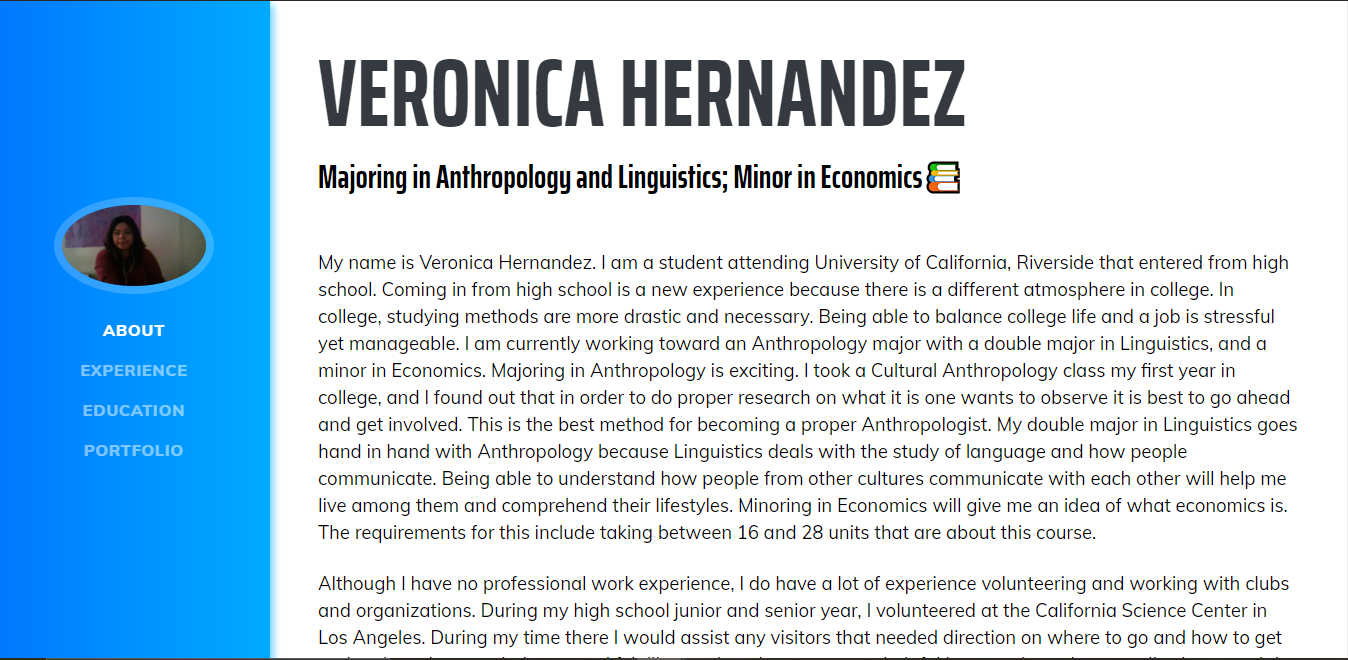 VERONICA HERNANDEZ
Majoring in Anthropology and Linguistics; Minor in Economics
ABOUT
EXPERIENCE
EDUCATION
PORTFOLIO
My name is Veronica Hernandez. I am a student attending University of California, Riverside that entered from high
school. Coming in from high school is a new experience because there is a different atmosphere in college. In
college, studying methods are more drastic and necessary. Being able to balance college life and a job is stressful
yet manageable. I am currently working toward an Anthropology major with a double major in Linguistics, and a
minor in Economics. Majoring in Anthropology is exciting. I took a Cultural Anthropology class my first year in
college, and I found out that in order to do proper research on what it is one wants to observe it is best to go ahead
and get involved. This is the best method for becoming a proper Anthropologist. My double major in Linguistics goes
hand in hand with Anthropology because Linguistics deals with the study of language and how people
communicate. Being able to understand how people from other cultures communicate with each other will help me
live among them and comprehend their lifestyles. Minoring in Economics will give me an idea of what economics is.
The requirements for this include taking between 16 and 28 units that are about this course.
Although I have no professional work experience, I do have a lot of experience volunteering and working with clubs
and organizations. During my high school junior and senior year, I volunteered at the California Science Center in
Los Angeles. During my time there I would assist any visitors that needed direction on where to go and how to get